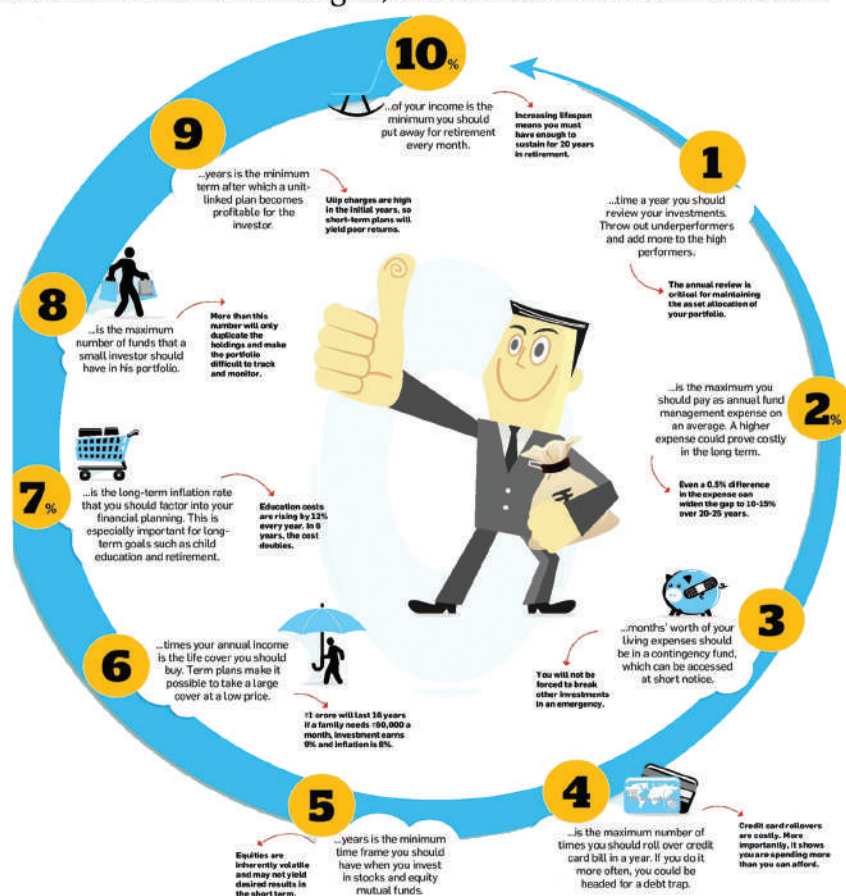 10%
...of your income is the
minimum you should
put away for retirement
every month.
Increasing lifespan
means you must
have enough to
sustain for 20 years
in retirement.
1
...time a year you should
review your investments.
Throw out underperformers
and add more to the high
performers.
The annual review is
critical for maintaining
the asset allocation of
your portfolio.
2%
...is the maximum you
should pay as annual fund
management expense on
an average. A higher
expense could prove costly
in the long term.
Even a 0.5% difference
in the expense can
widen the gap to 10-15%
over 20-25 years.
3
...months' worth of your
living expenses should
be in a contingency fund,
which can be accessed
at short notice.
You will not be
forced to break
other investments
in an emergency.
4
...is the maximum number of
times you should roll over credit
card bill in a year. If you do it
more often, you could be
headed for a debt trap.
Credit card rollovers
are costly. More
importantly, it shows
you are spending more
than you can afford.
5
...years is the minimum
time frame you should
have when you invest
in stocks and equity
mutual funds.
Equities are
inherently volatile
and may not yield
desired results in
the short term.
6
...times your annual income
is the life cover you should
buy. Term plans make it
possible to take a large
cover at a low price.
₹1 crore will last 16 years
if a family needs
month, investment earns
and inflation is
7%
...is the long-term inflation rate
that you should factor into your
financial planning. This is
especially important for long-
term goals such as child
education and retirement.
Education costs
are rising by 12%
every year. In 6
years, the cost
doubles.
8
...is the maximum
number of funds that a
small investor should
have in his portfolio.
More than this
number will only
duplicate the
holdings and make
the portfolio
difficult to track
and monitor.
9
...years is the minimum
term after which a unit-
linked plan becomes
profitable for the
investor.
Ulip charges are high
in the initial years, so
short-term plans will
yield poor returns.